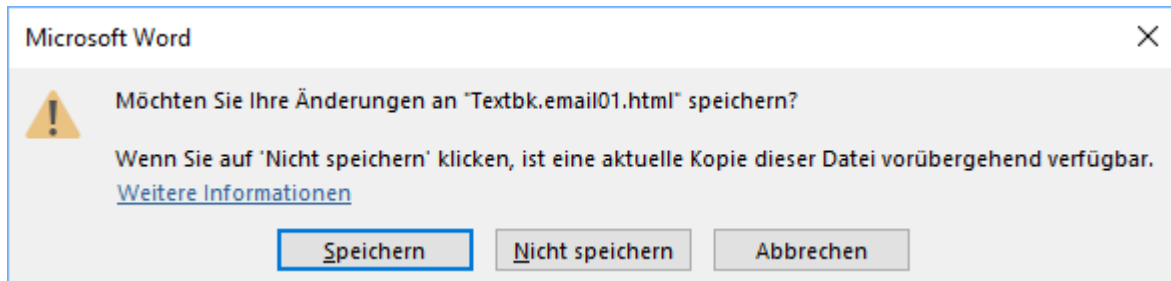 Microsoft Word
Möchten Sie Ihre Änderungen an "Textbk.email01.html" speichern?
Wenn Sie auf 'Nicht speichern' klicken, ist eine aktuelle Kopie dieser Datei vorübergehend verfügbar.
Weitere Informationen
Speichern Nicht speichern Abbrechen